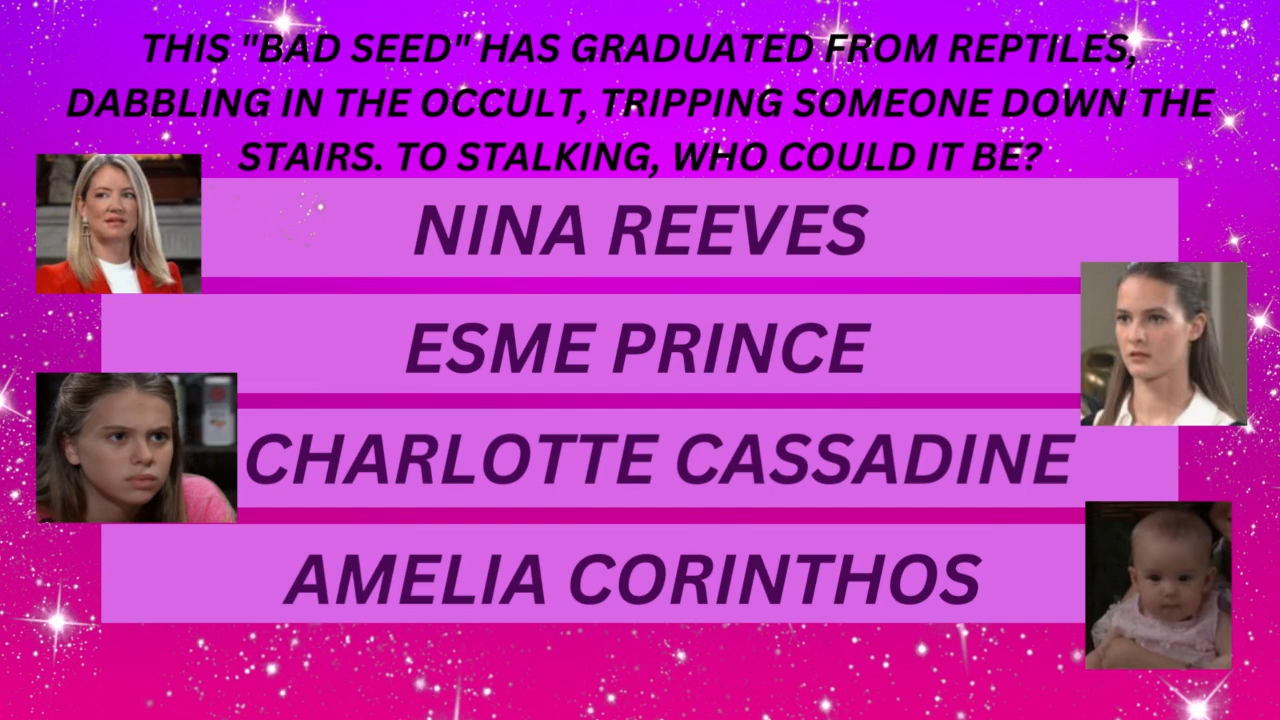 THIS "BAD SEED" HAS GRADUATED FROM REPTILES,
DABBLING IN THE OCCULT, TRIPPING SOMEONE DOWN THE
STAIRS. TO STALKING, WHO COULD IT BE?
NINA REEVES
ESME PRINCE
CHARLOTTE CASSADINE
AMELIA CORINTHOS